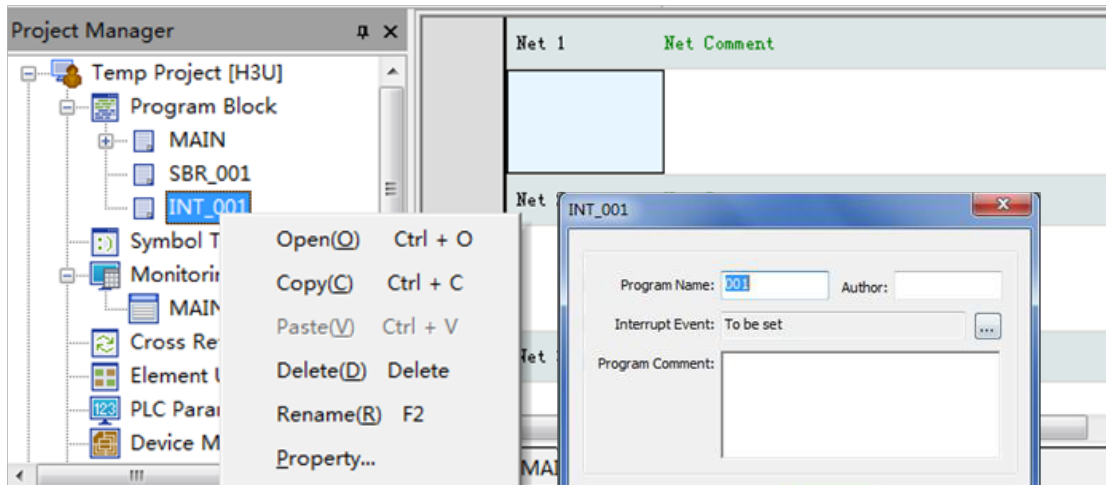 Project Manager
Temp Project [H3U]
Program Block
MAIN
SBR_001
INT_001
Symbol T
Monitorin
MAIN
Cross Re
Element U
PLC Para
Device M
Open(O) Ctrl + O
Copy(C) Ctrl + C
Paste(V) Ctrl + V
Delete(D) Delete
Rename(R) F2
Property...
Net 1 Net Comment
Net
Net
MAI
INT_001
Program Name: 001 Author:
Interrupt Event: To be set ...
Program Comment: